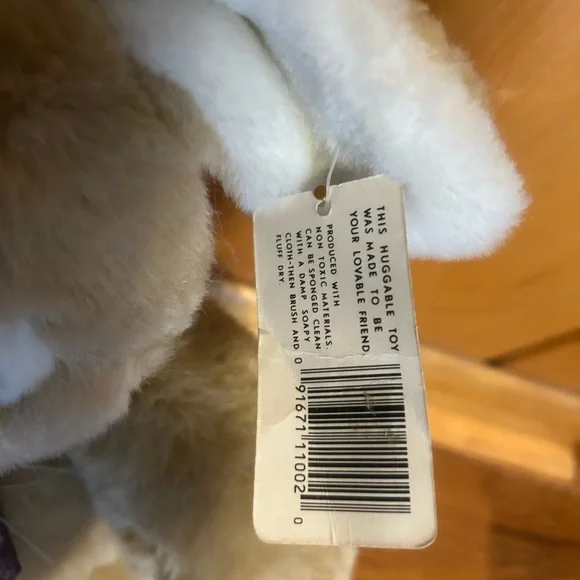 THIS HUGGABLE TOY
WAS MADE TO BE
YOUR LOVABLE FRIEND
PRODUCED WITH
NON TOXIC MATERIALS.
CAN BE SPONGED CLEAN
WITH A DAMP SOAPY
CLOTH-THEN BRUSH AND
FLUFF DRY.
0 91671 11002 0